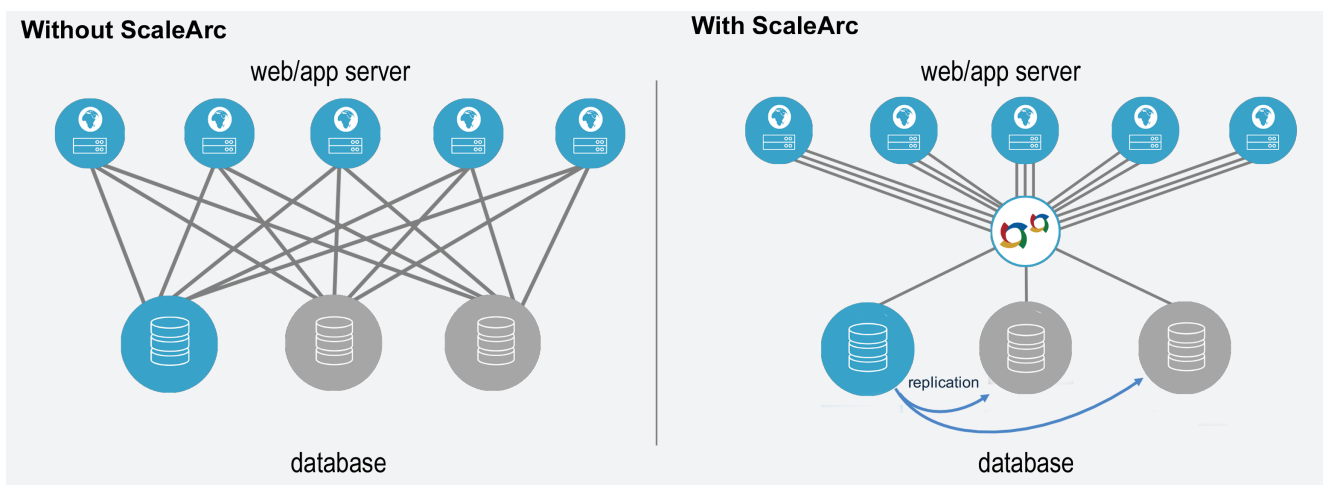 Without ScaleArc
web/app server
database
With ScaleArc
web/app server
replication
database